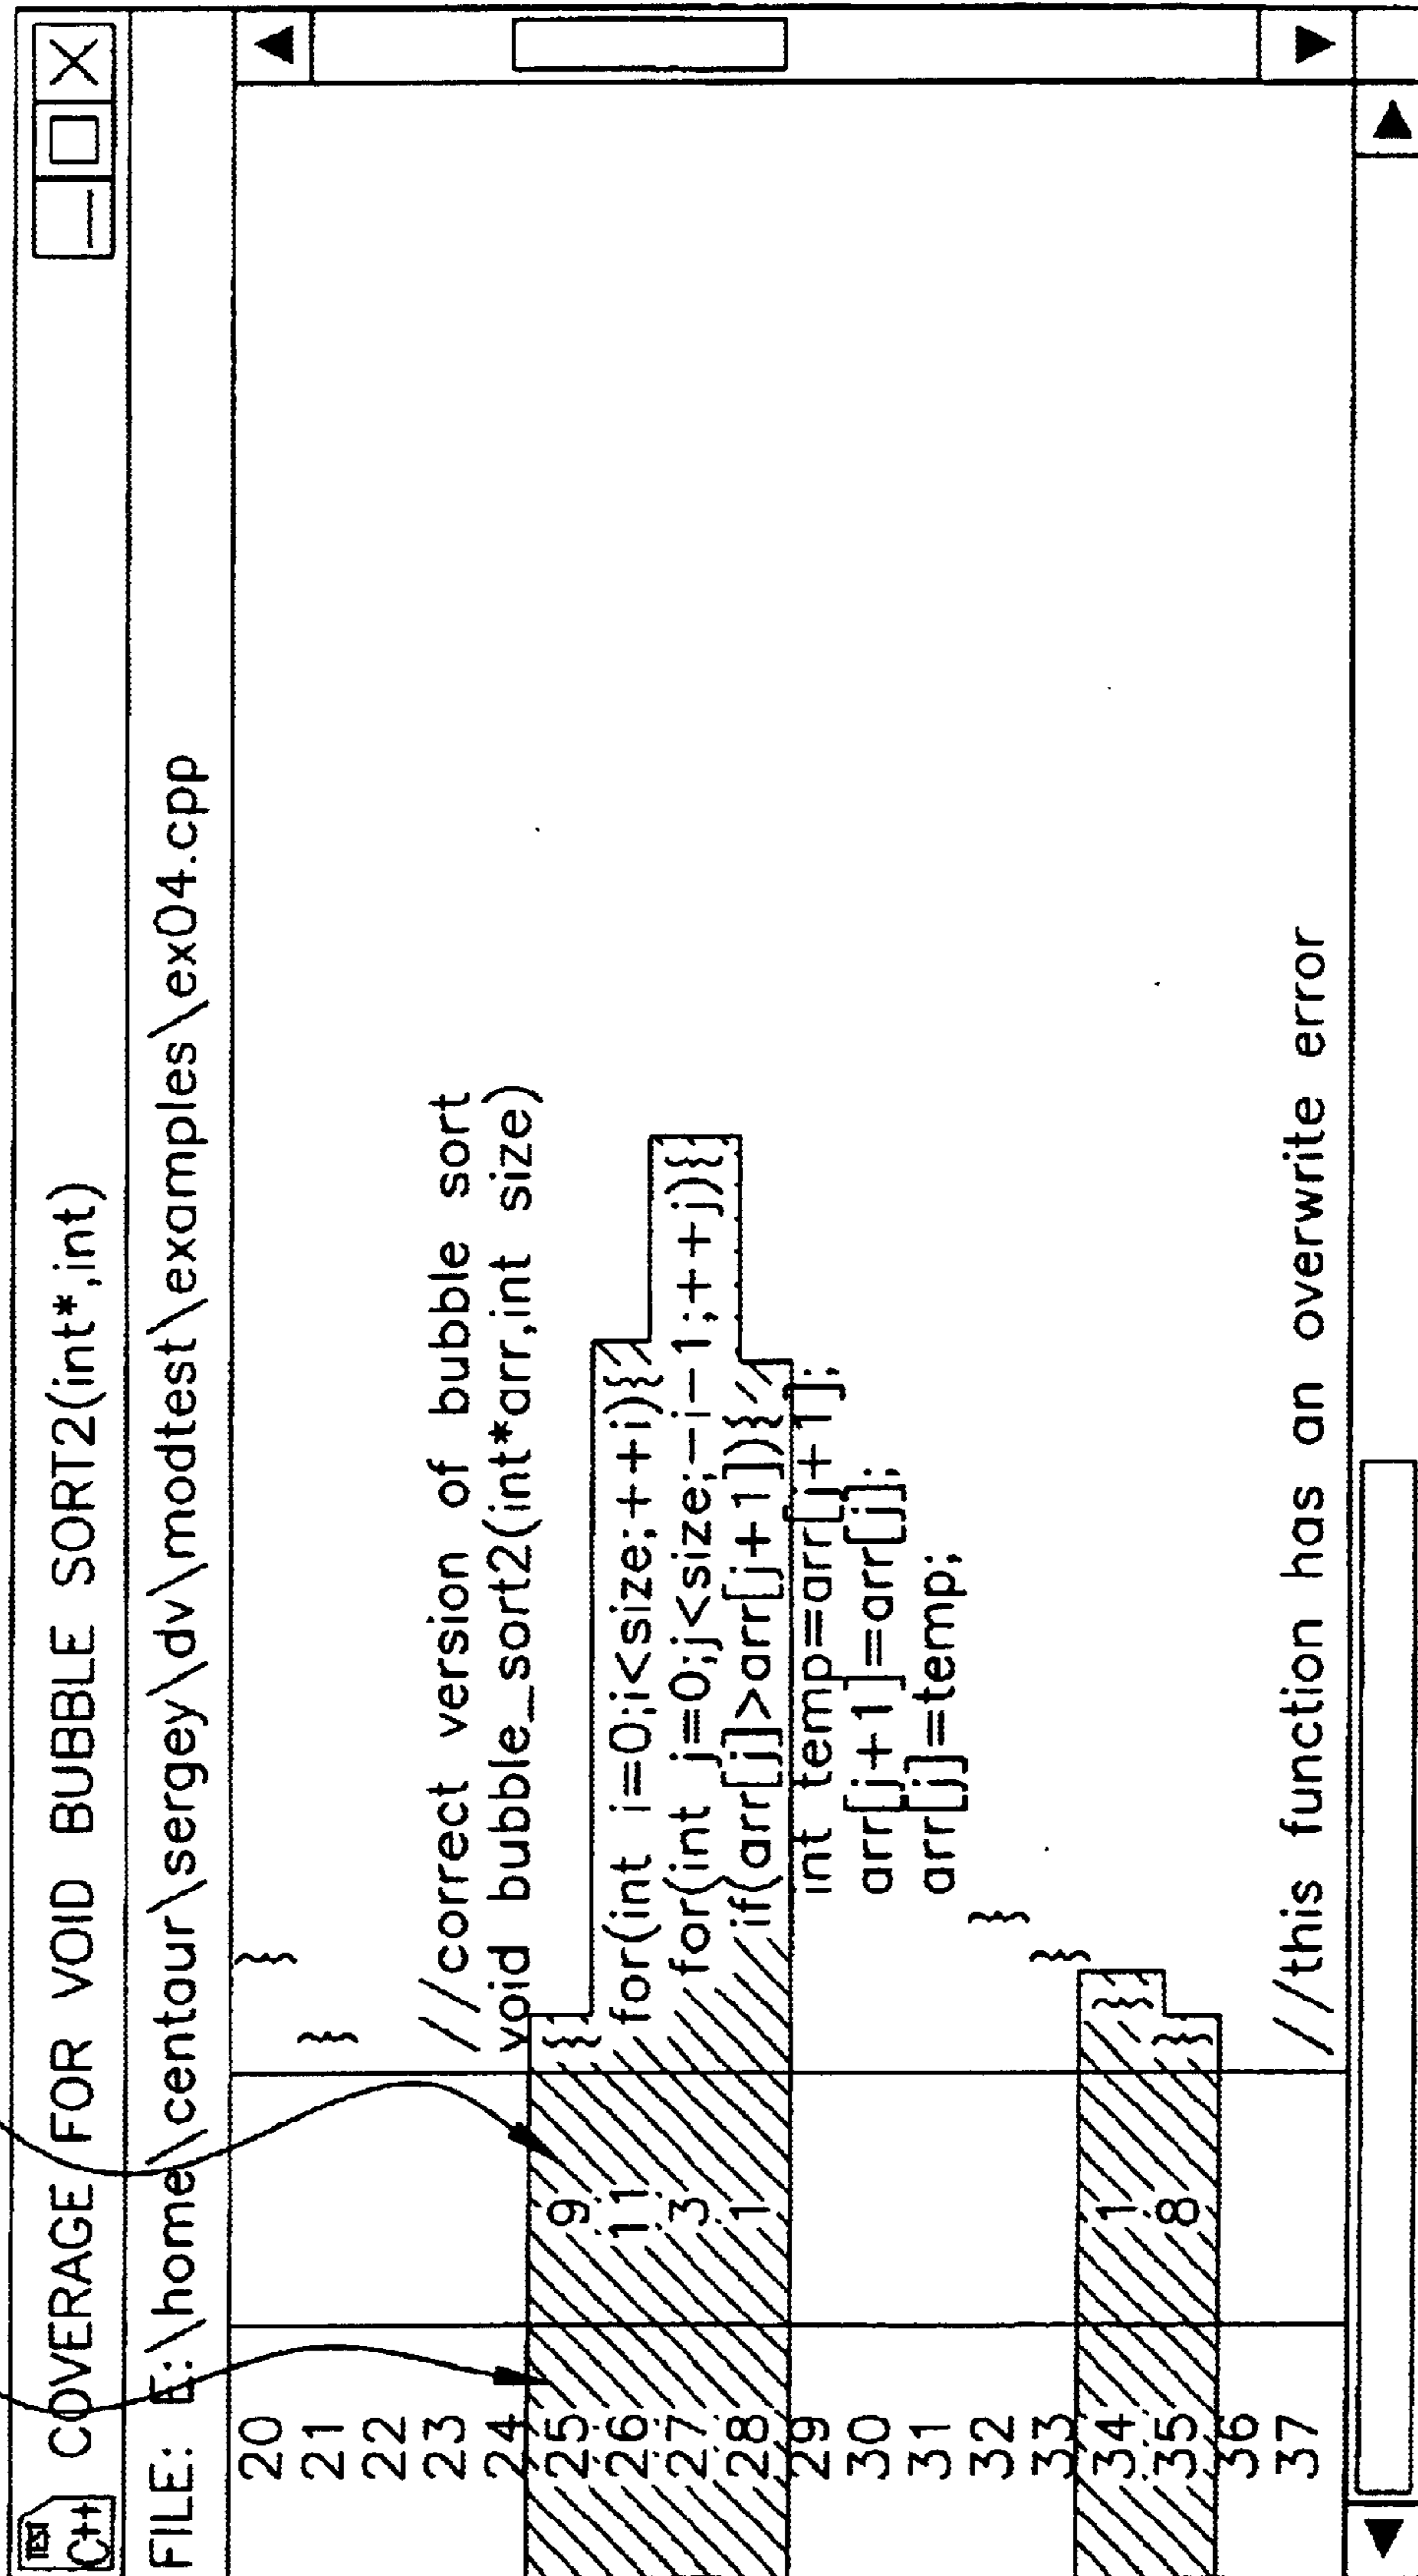 TEST
C++ COVERAGE FOR VOID BUBBLE SORT2(int*,int)
FILE: E:\home\centaur\sergey\dv\modtest\examples\ex04.cpp
20 }
21 }
22
23 //correct version of bubble sort
24 void bubble_sort2(int*arr,int size)
25 9 {
26 11 for(int i=0;i<size;++i){
27 3 for(int j=0;j<size;-i-1;++j){
28 1 if(arr[j]>arr[j+1]){
29 int temp=arr[j+1];
30 arr[j+1]=arr[j];
31 arr[j]=temp;
32 }
33 }
34 1 }
35 8 }
36
37 //this function has an overwrite error